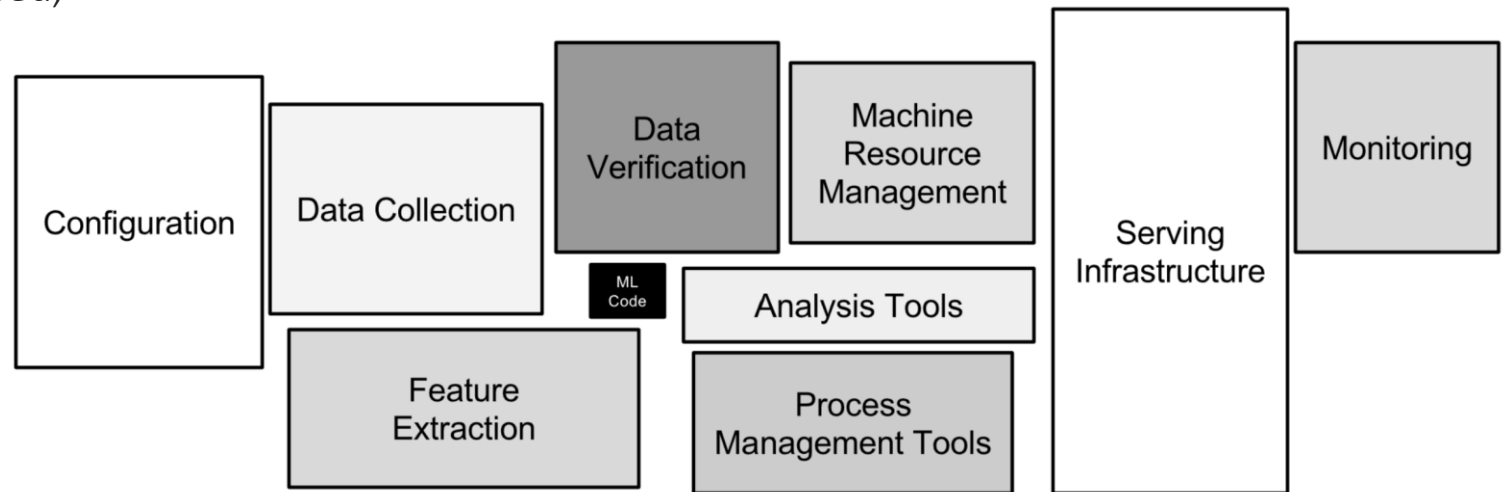 Configuration
Data Collection
Data
Verification
Machine
Resource
Management
Serving
Infrastructure
Monitoring
ML
Code
Analysis Tools
Feature
Extraction
Process
Management Tools